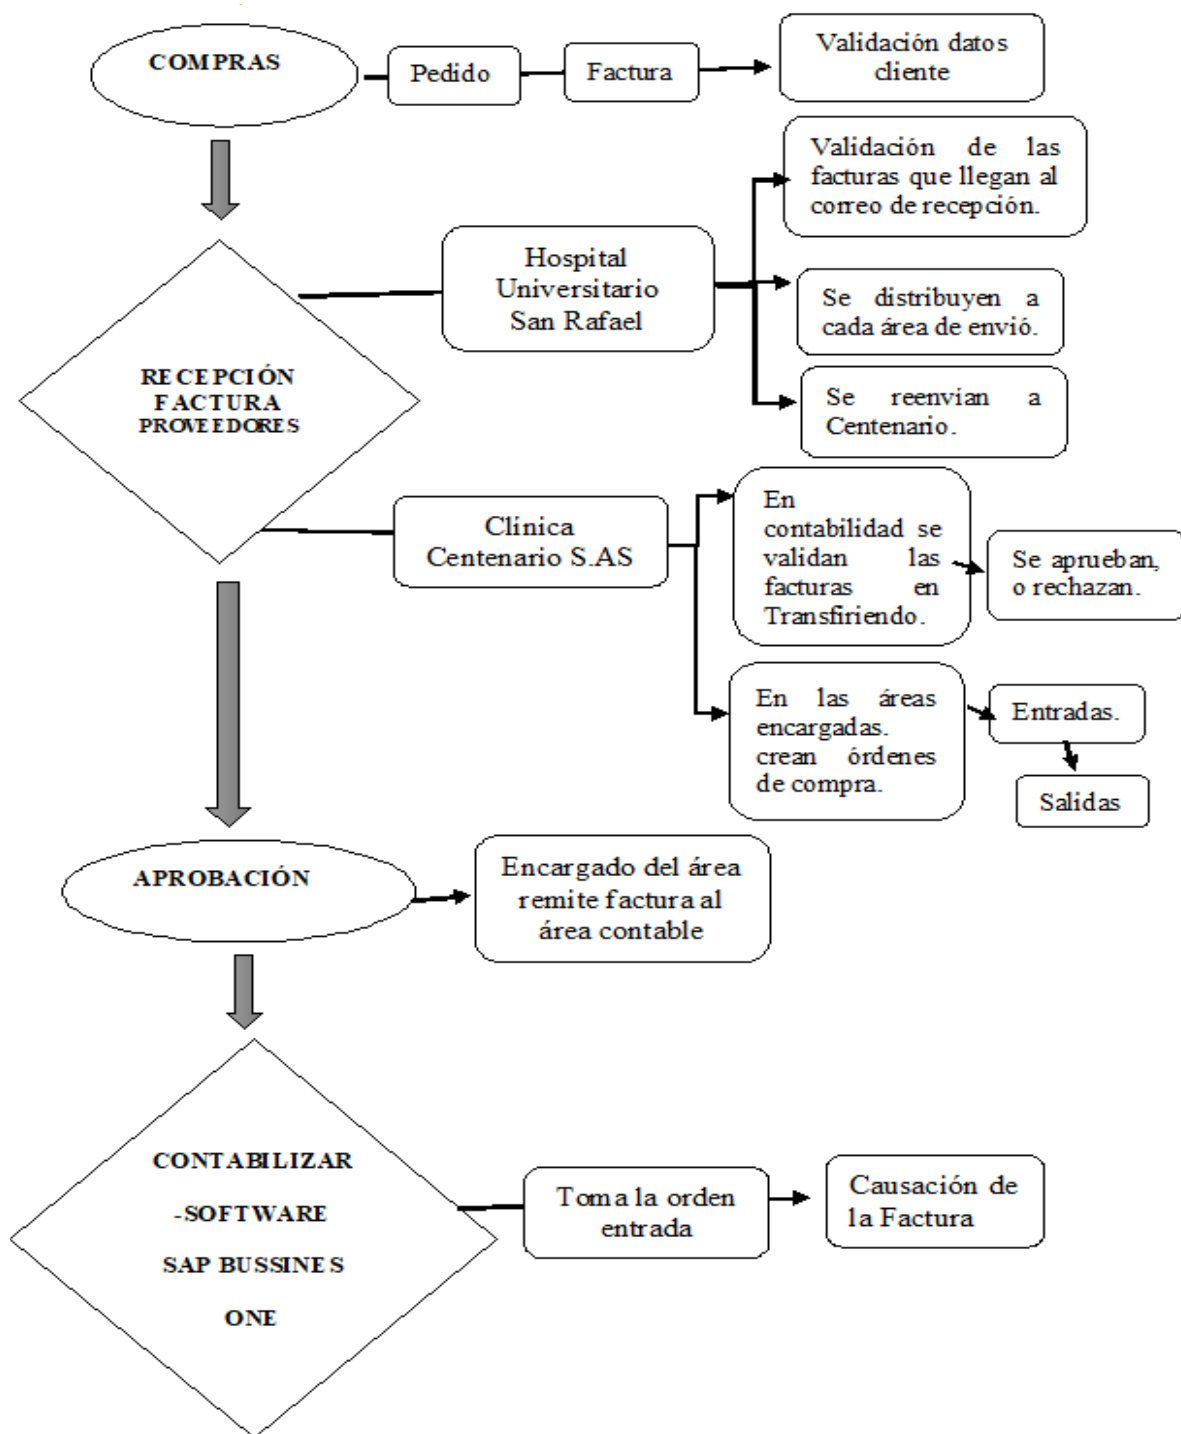 COMPRAS
Pedido
Factura
Validación datos
cliente
Validación de las
facturas que llegan al
correo de recepción.
Hospital
Universitario
San Rafael
Se distribuyen a
cada área de envió.
RECEPCIÓN
FACTURA
PROVEEDORES
Se reenvían a
Centenario.
Clínica
Centenario S.AS
En
contabilidad se
validan las
facturas en
Transfiriendo.
Se aprueban,
o rechazan.
En las áreas
encargadas.
crean órdenes
de compra.
Entradas.
Salidas
APROBACIÓN
Encargado del área
remite factura al
área contable
CONTABILIZAR
-SOFTWARE
SAP BUSSINES
ONE
Toma la orden
entrada
Causación de
la Factura